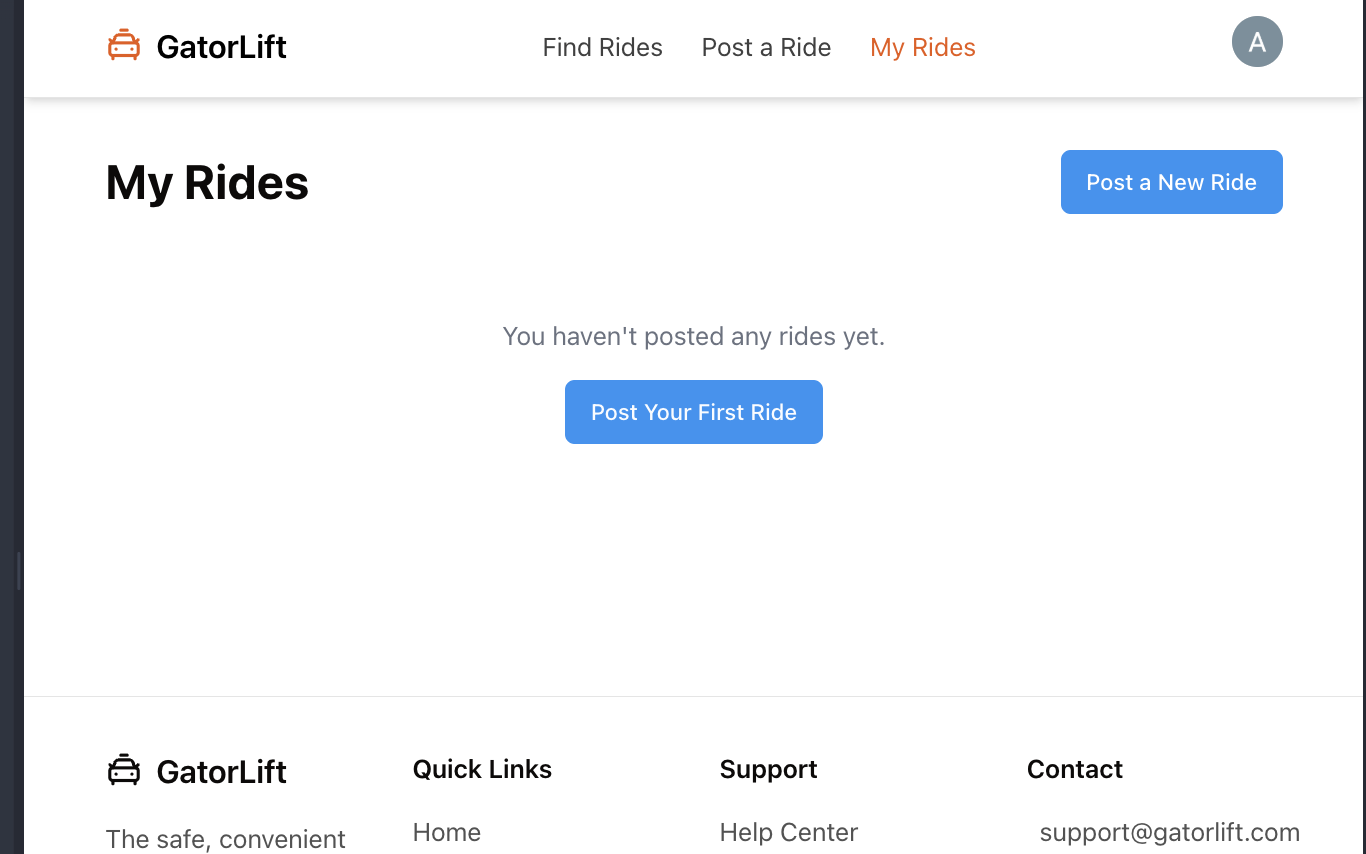 GatorLift
Find Rides
Post a Ride
My Rides
A
My Rides
Post a New Ride
You haven't posted any rides yet.
Post Your First Ride
GatorLift
The safe, convenient
Quick Links
Home
Support
Help Center
Contact
support@gatorlift.com